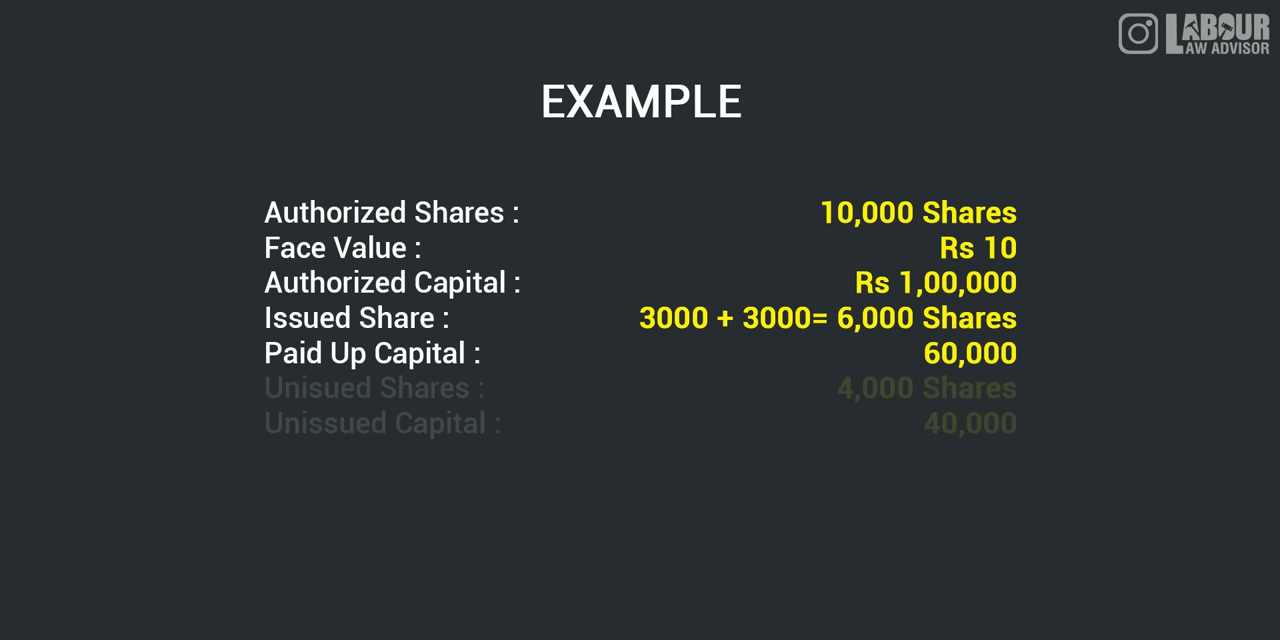 LABOUR
LAW ADVISOR
EXAMPLE
Authorized Shares : 10,000 Shares
Face Value : Rs 10
Authorized Capital : Rs 1,00,000
Issued Share : 3000 + 3000= 6,000 Shares
Paid Up Capital : 60,000
Unisued Shares : 4,000 Shares
Unissued Capital : 40,000